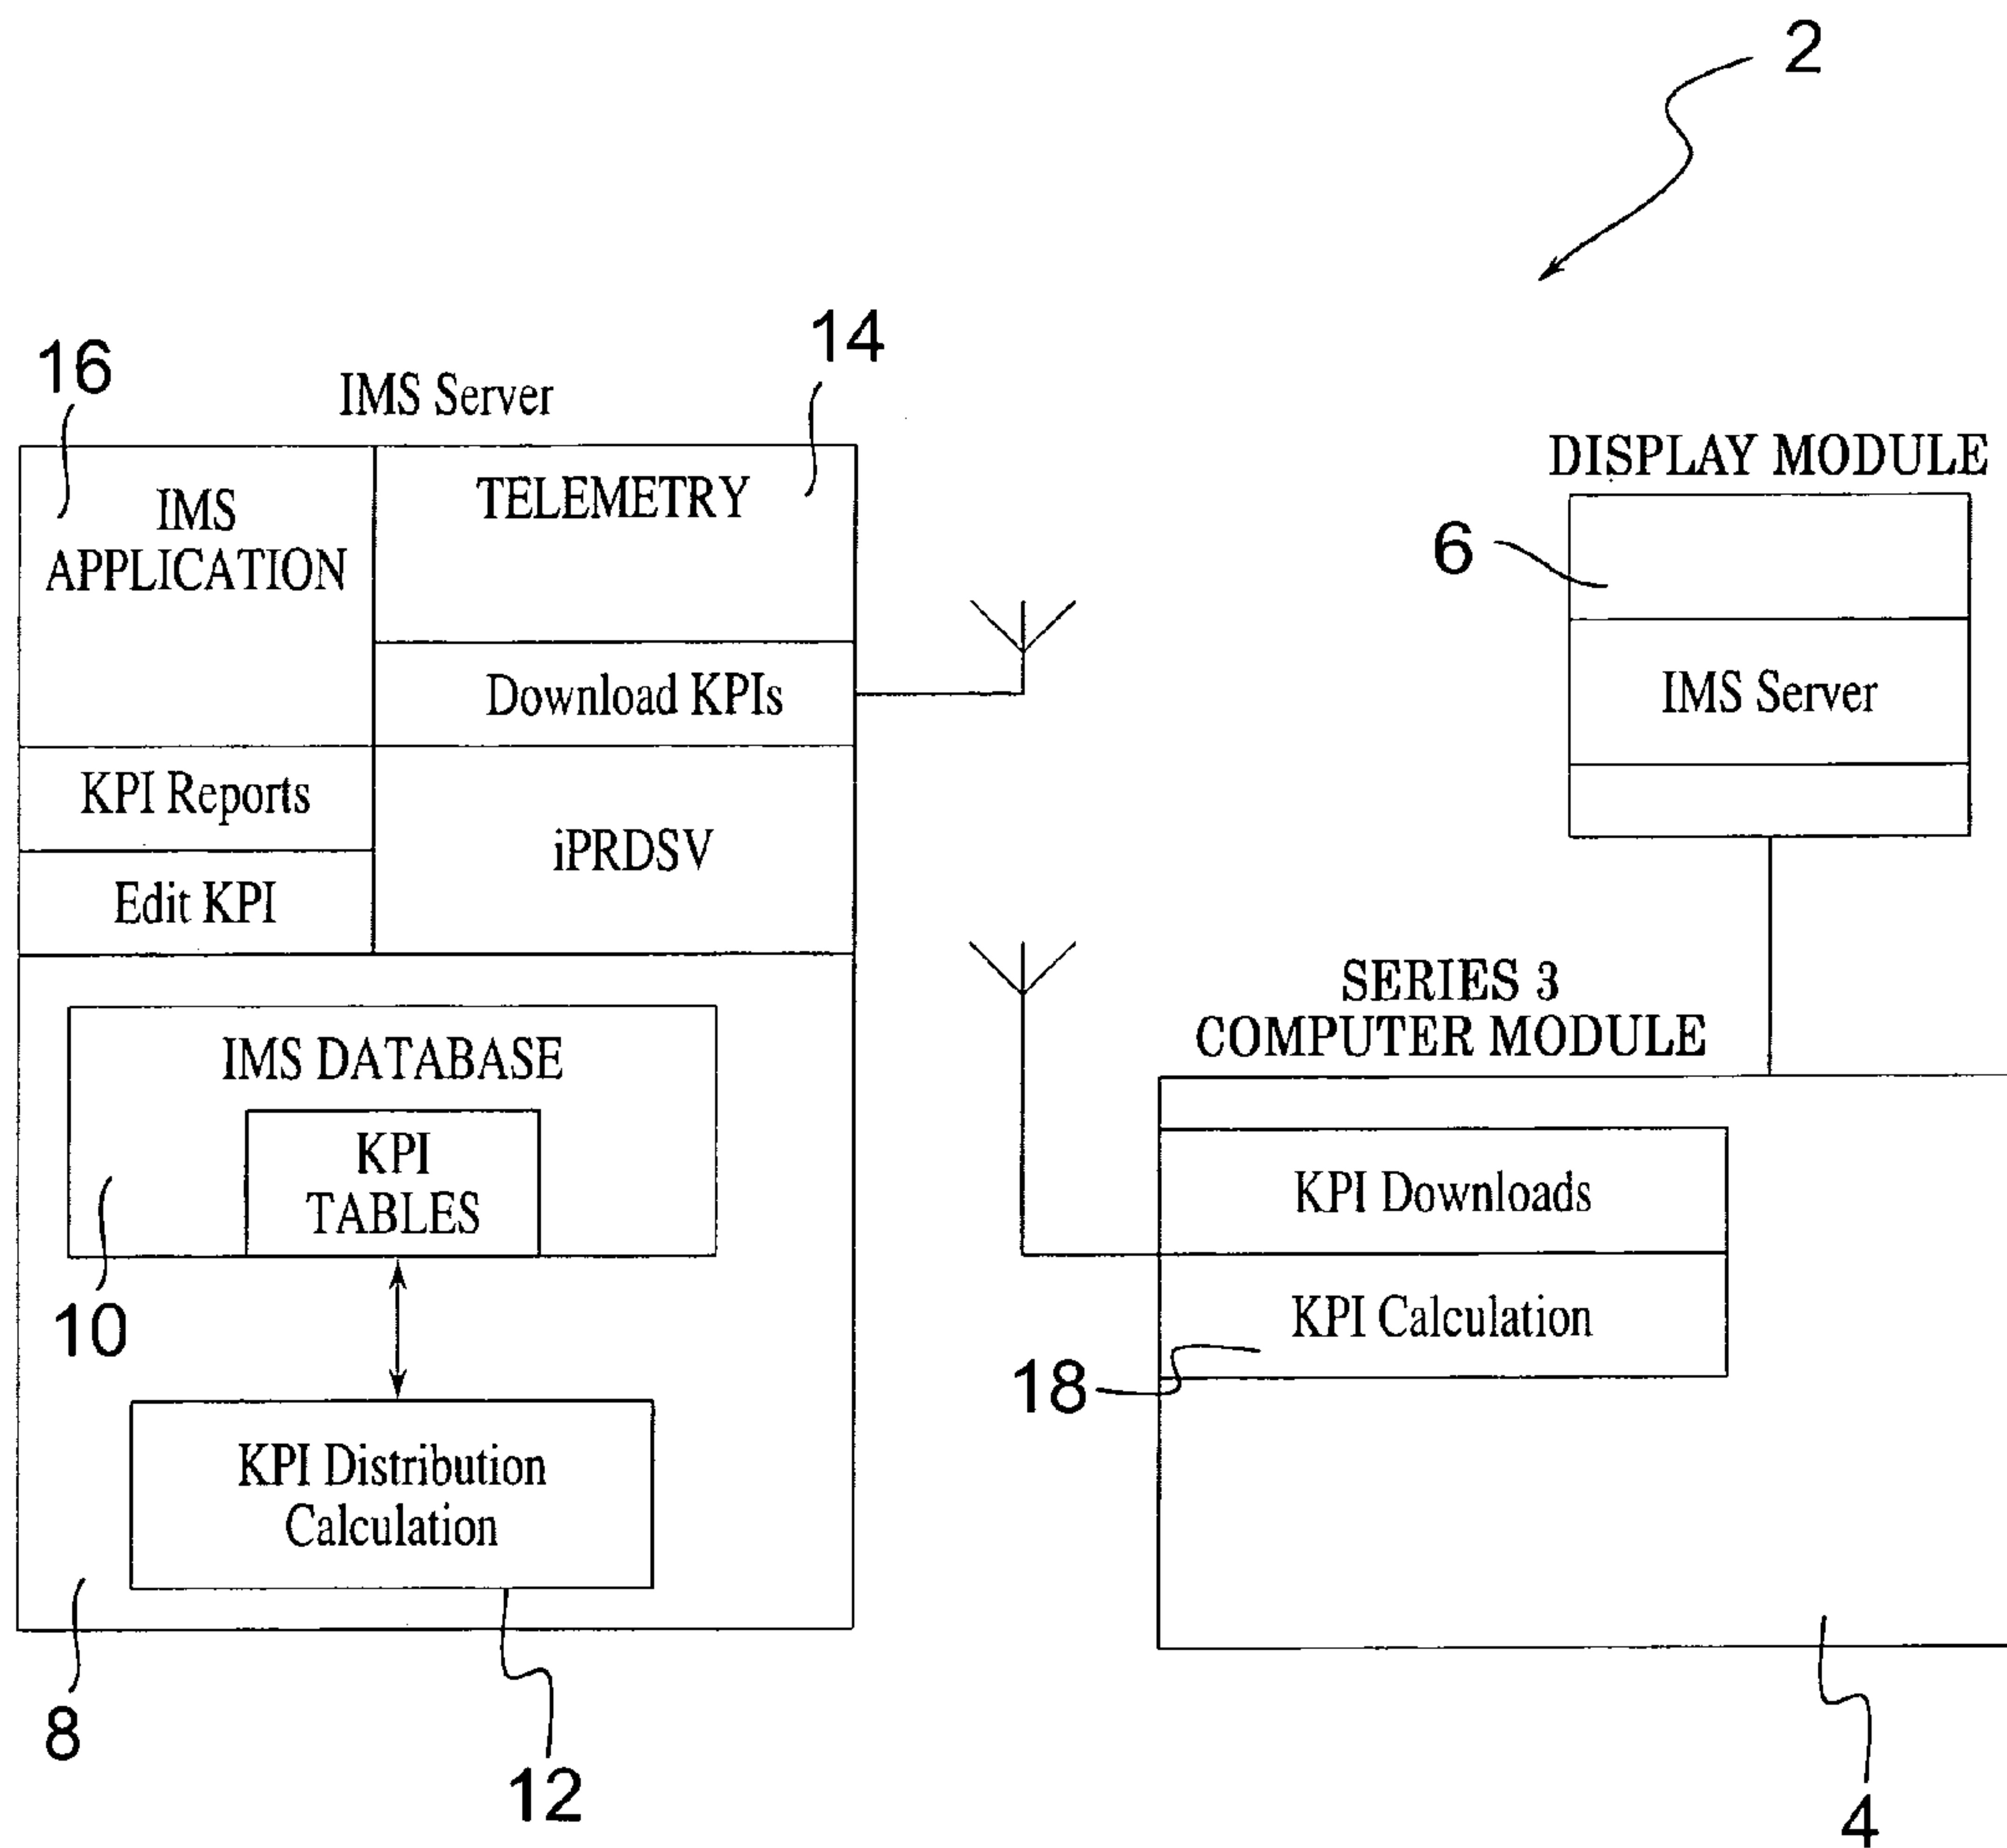 2
16
14
IMS Server
IMS
APPLICATION
TELEMETRY
Download KPIs
KPI Reports
Edit KPI
iPRDSV
IMS DATABASE
KPI
TABLES
10
KPI Distribution
Calculation
8
12
DISPLAY MODULE
6
IMS Server
SERIES 3
COMPUTER MODULE
KPI Downloads
KPI Calculation
18
4